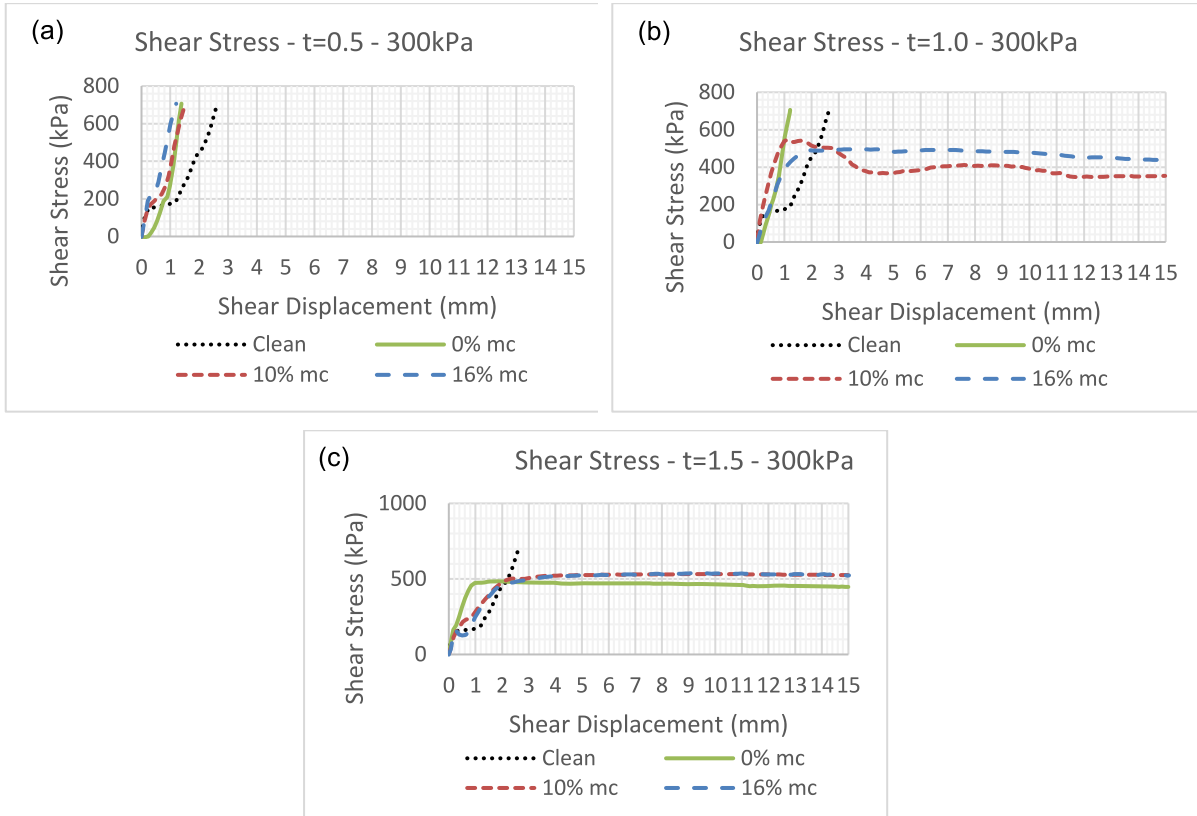 (a)
Shear Stress - t=0.5 - 300kPa
Shear Stress (kPa)
800
600
400
200
0
0 1 2 3 4 5 6 7 8 9 10 11 12 13 14 15
Shear Displacement (mm)
Clean 0% mc
10% mc 16% mc
(b)
Shear Stress - t=1.0 - 300kPa
Shear Stress (kPa)
800
600
400
200
0
0 1 2 3 4 5 6 7 8 9 10 11 12 13 14 15
Shear Displacement (mm)
Clean 0% mc
10% mc 16% mc
(c)
Shear Stress - t=1.5 - 300kPa
Shear Stress (kPa)
1000
500
0
0 1 2 3 4 5 6 7 8 9 10 11 12 13 14 15
Shear Displacement (mm)
Clean 0% mc
10% mc 16% mc